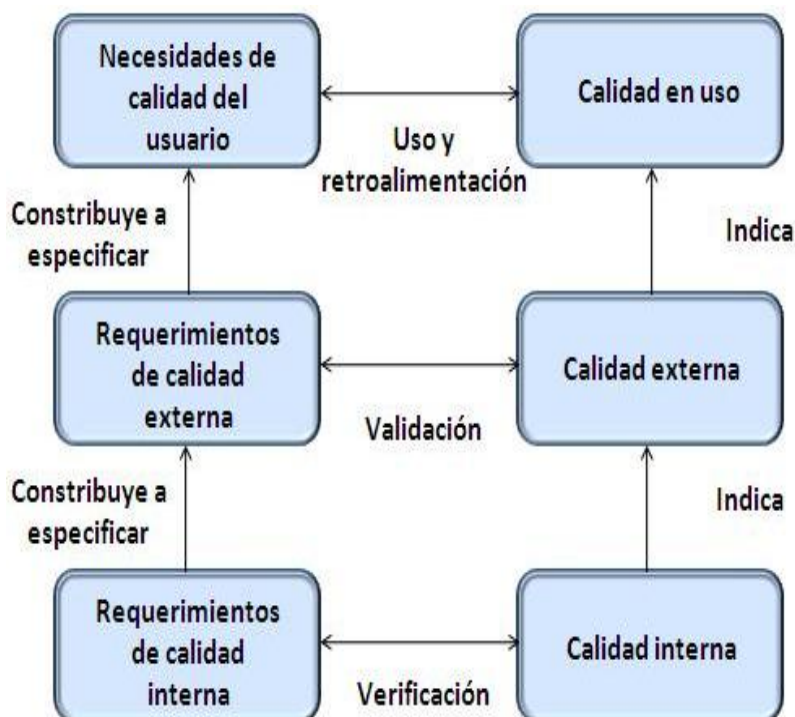 Necesidades de
calidad del
usuario
Calidad en uso
Uso y
retroalimentación
Constribuye a
especificar
Indica
Requerimientos
de calidad
externa
Calidad externa
Validación
Constribuye a
especificar
Indica
Requerimientos
de calidad
interna
Calidad interna
Verificación